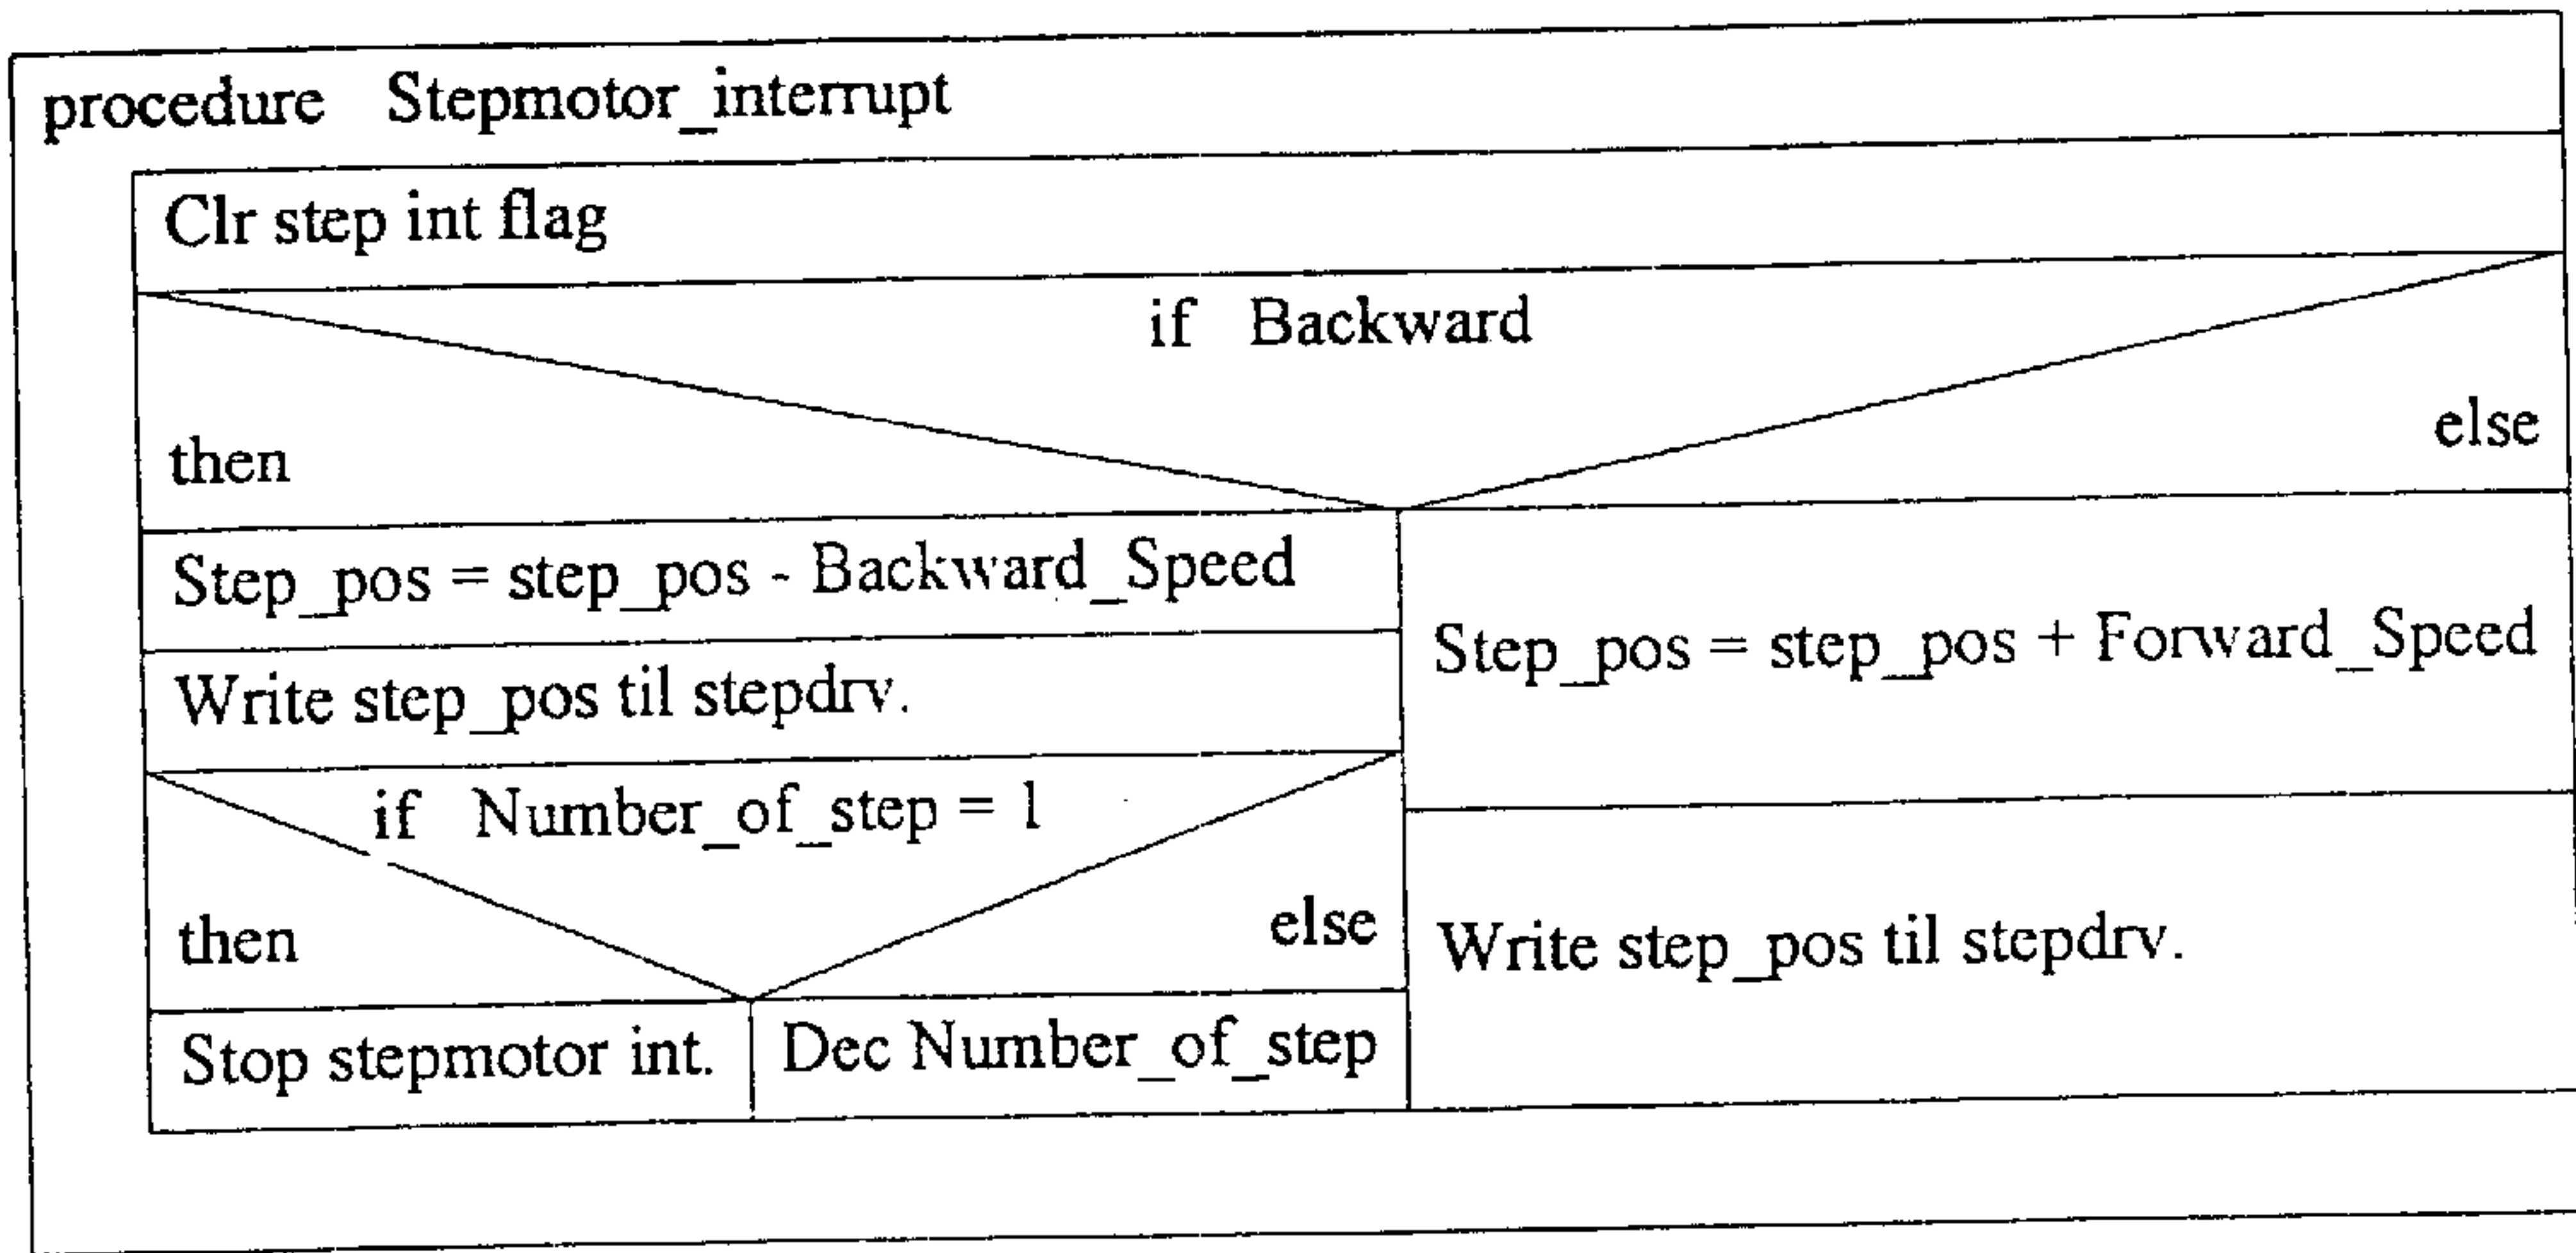 procedure Stepmotor_interrupt
Clr step int flag
if Backward
then
else
Step_pos = step_pos - Backward_Speed
Write step_pos til stepdrv.
if Number_of_step = 1
then
else
Stop stepmotor int.
Dec Number_of_step
Step_pos = step_pos + Forward_Speed
Write step_pos til stepdrv.